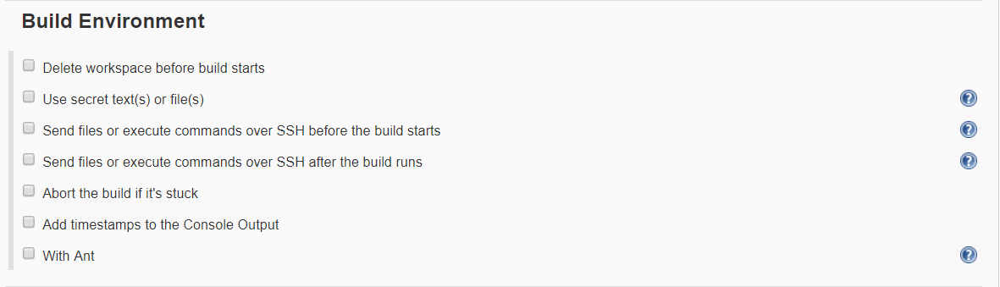 Build Environment
Delete workspace before build starts
Use secret text(s) or file(s)
?
Send files or execute commands over SSH before the build starts
?
Send files or execute commands over SSH after the build runs
?
Abort the build if it's stuck
Add timestamps to the Console Output
With Ant
?